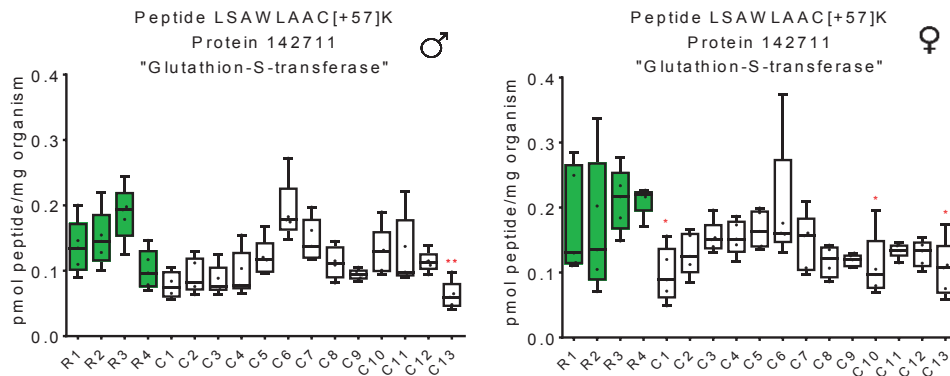 Peptide LSAWLAAC[+57]K
Protein 142711
"Glutathion-S-transferase"
♂
pmol peptide/mg organism
0.4
0.3
0.2
0.1
0.0
**
R1 R2 R3 R4 C1 C2 C3 C4 C5 C6 C7 C8 C9 C10 C11 C12 C13
Peptide LSAWLAAC[+57]K
Protein 142711
"Glutathion-S-transferase"
♀
pmol peptide/mg organism
0.4
0.3
0.2
0.1
0.0
* * *
R1 R2 R3 R4 C1 C2 C3 C4 C5 C6 C7 C8 C9 C10 C11 C12 C13